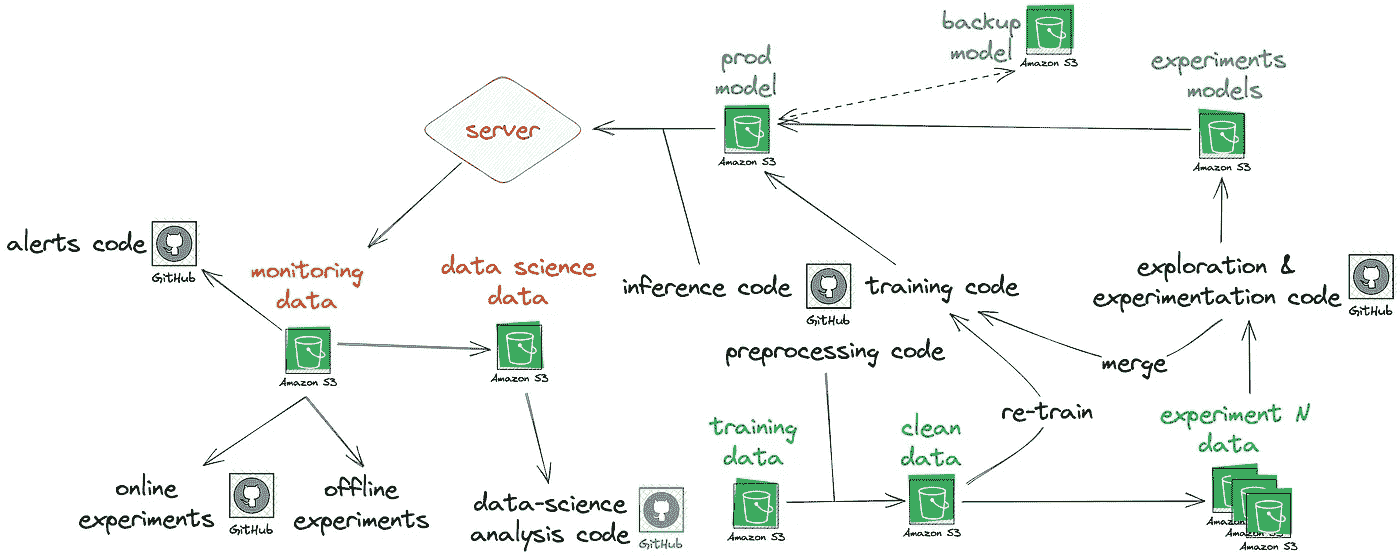 backup
model
Amazon S3
prod
model
Amazon S3
experiments
models
Amazon S3
server
alerts code
GitHub
monitoring
data
Amazon S3
data science
data
Amazon S3
inference code
GitHub
training code
exploration &
experimentation code
GitHub
preprocessing code
merge
re-train
training
data
Amazon S3
clean
data
Amazon S3
experiment N
data
Amazon S3
Amazon S3
Amazon S3
online
experiments
GitHub
offline
experiments
data-science
analysis code
GitHub